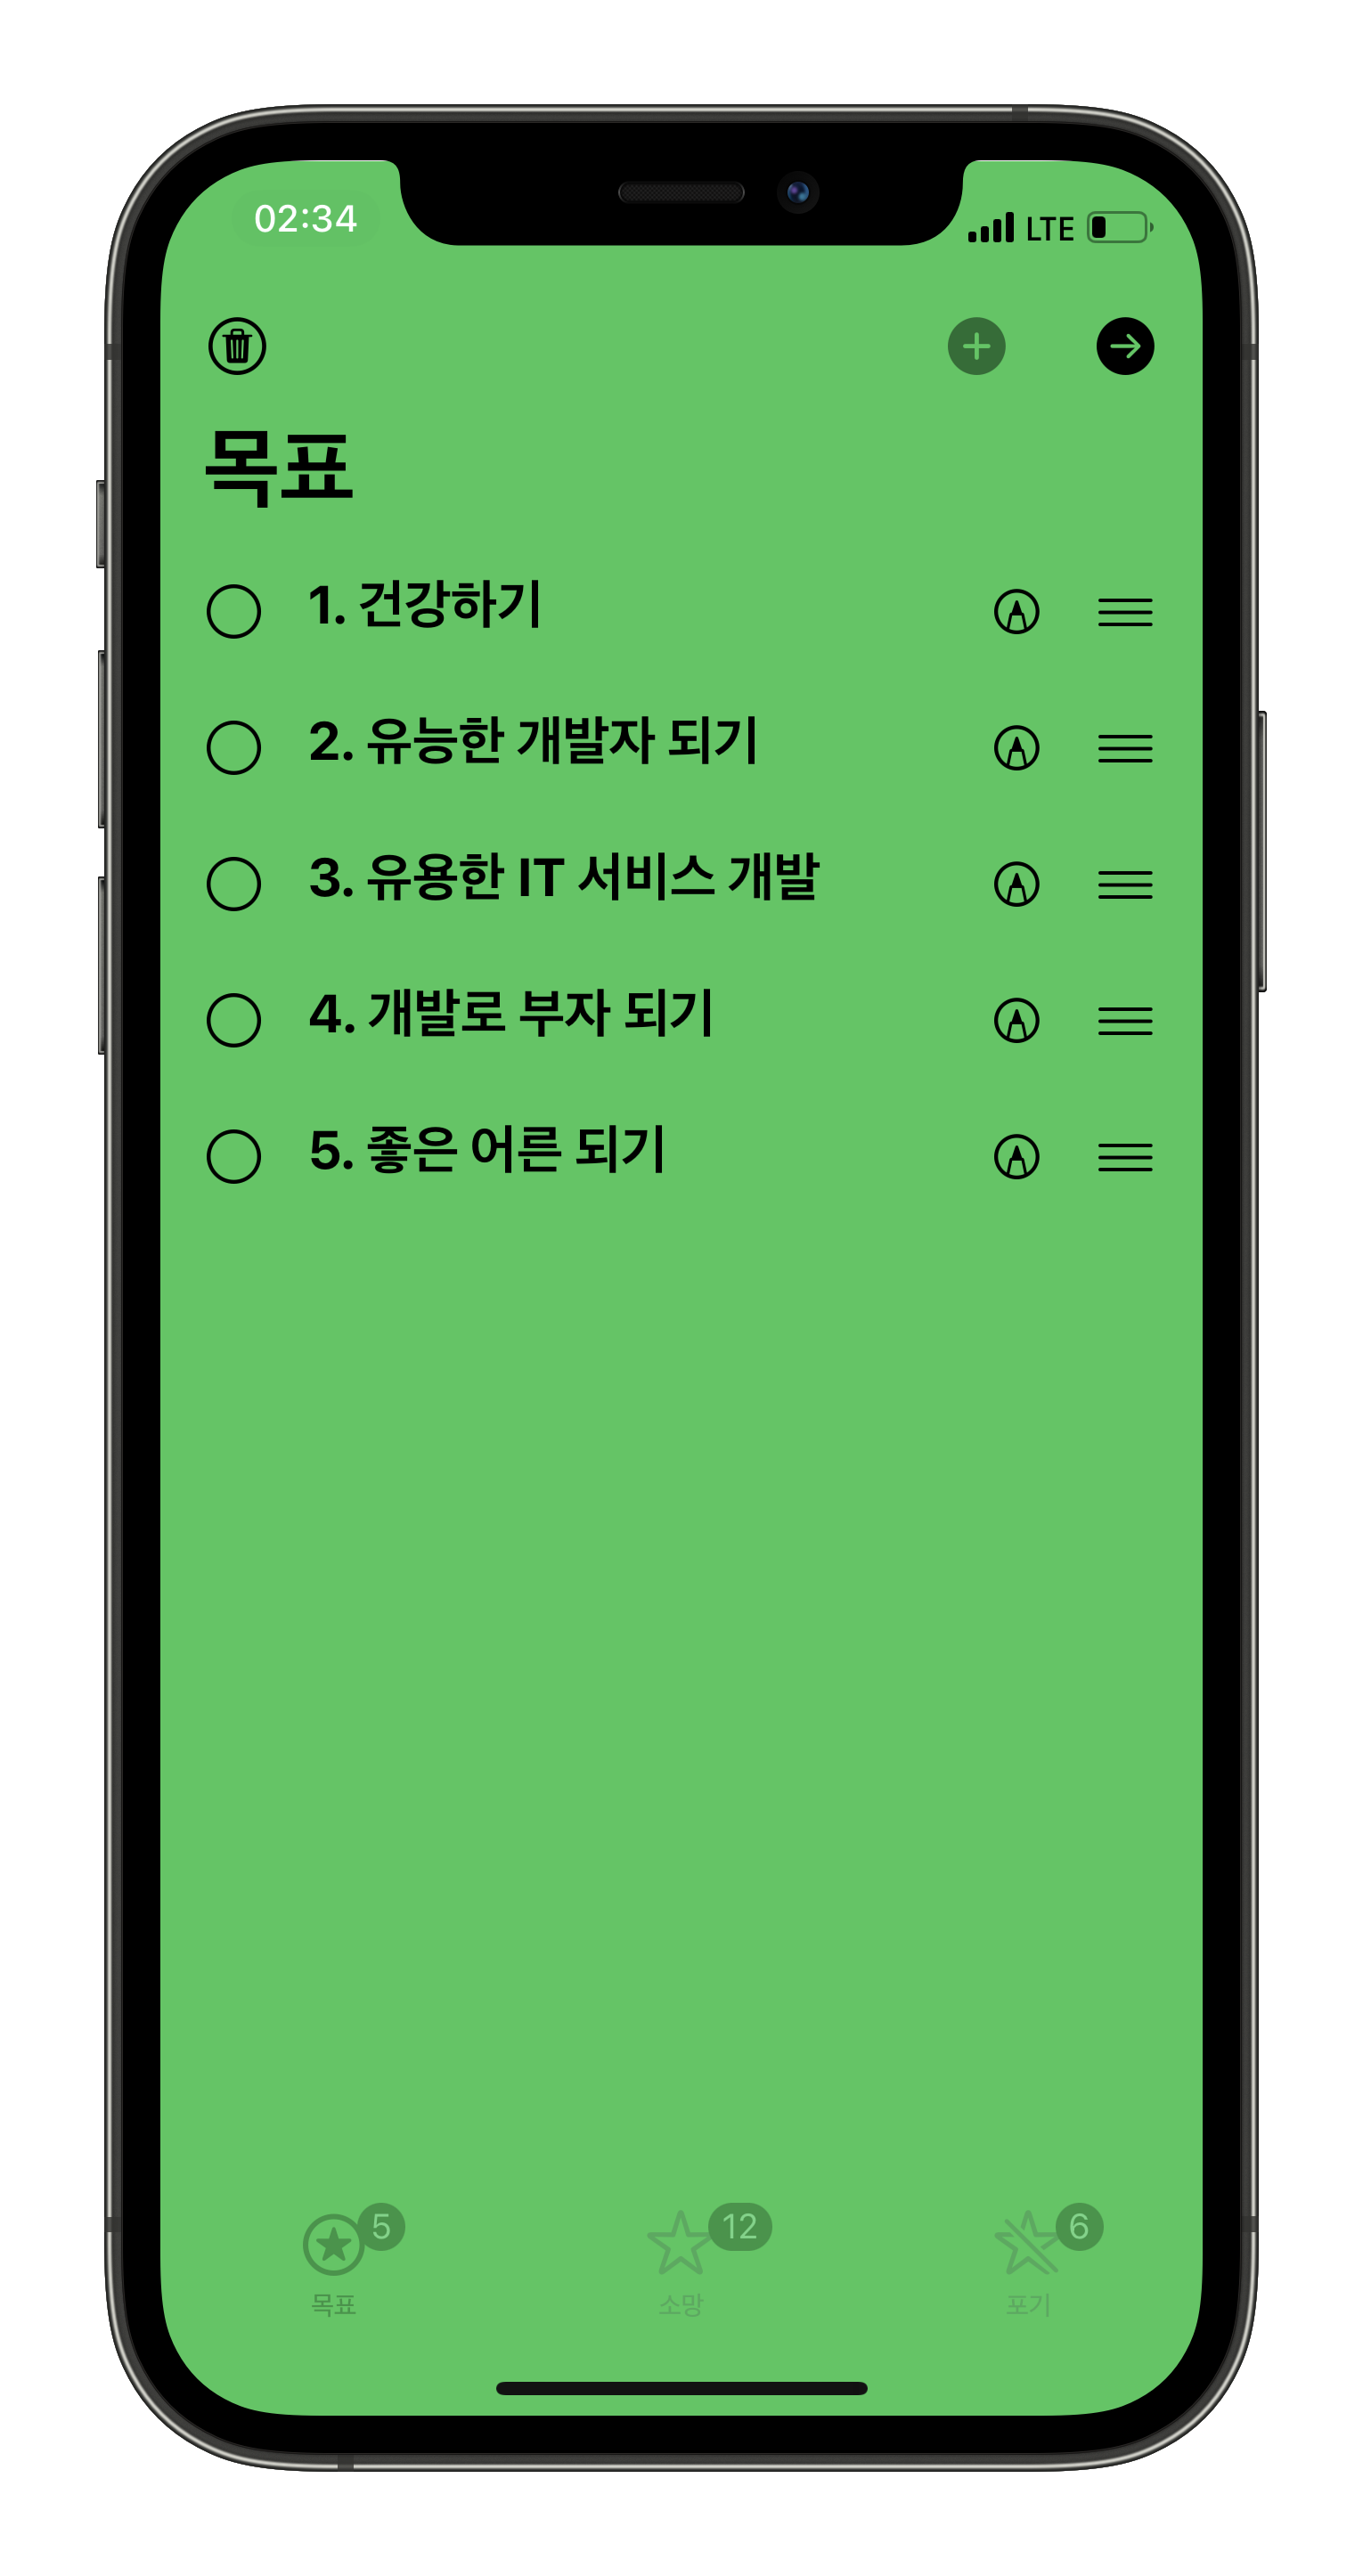 02:34
LTE
목표
1. 건강하기
2. 유능한 개발자 되기
3. 유용한 IT 서비스 개발
4. 개발로 부자 되기
5. 좋은 어른 되기
5
12
6
목표
소망
포기